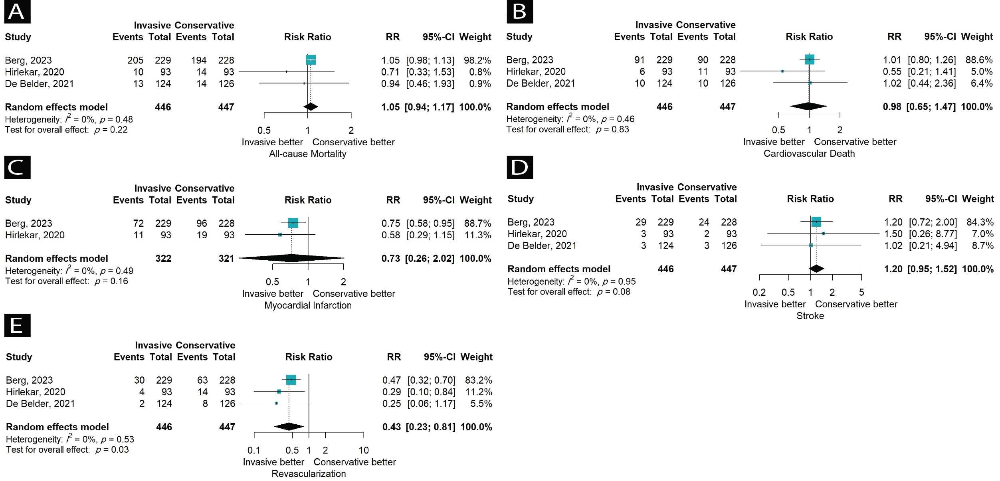 A
Invasive Conservative
Study Events Total Events Total Risk Ratio RR 95%-CI Weight
Berg, 2023 205 229 194 228 1.05 [0.98; 1.13] 98.2%
Hirlekar, 2020 10 93 14 93 0.71 [0.33; 1.53] 0.8%
De Belder, 2021 13 124 14 126 0.94 [0.46; 1.93] 0.9%
Random effects model 446 447 1.05 [0.94; 1.17] 100.0%
Heterogeneity: I² = 0%, p = 0.48
Test for overall effect: p = 0.22
0.5 1 2
Invasive better Conservative better
All-cause Mortality
B
Invasive Conservative
Study Events Total Events Total Risk Ratio RR 95%-CI Weight
Berg, 2023 91 229 90 228 1.01 [0.80; 1.26] 88.6%
Hirlekar, 2020 6 93 11 93 0.55 [0.21; 1.41] 5.0%
De Belder, 2021 10 124 10 126 1.02 [0.44; 2.36] 6.4%
Random effects model 446 447 0.98 [0.65; 1.47] 100.0%
Heterogeneity: I² = 0%, p = 0.46
Test for overall effect: p = 0.83
0.5 1 2
Invasive better Conservative better
Cardiovascular Death
C
Invasive Conservative
Study Events Total Events Total Risk Ratio RR 95%-CI Weight
Berg, 2023 72 229 96 228 0.75 [0.58; 0.95] 88.7%
Hirlekar, 2020 11 93 19 93 0.58 [0.29; 1.15] 11.3%
Random effects model 322 321 0.73 [0.26; 2.02] 100.0%
Heterogeneity: I² = 0%, p = 0.49
Test for overall effect: p = 0.16
0.5 1 2
Invasive better Conservative better
Myocardial Infarction
D
Invasive Conservative
Study Events Total Events Total Risk Ratio RR 95%-CI Weight
Berg, 2023 29 229 24 228 1.20 [0.72; 2.00] 84.3%
Hirlekar, 2020 3 93 2 93 1.50 [0.26; 8.77] 7.0%
De Belder, 2021 3 124 3 126 1.02 [0.21; 4.94] 8.7%
Random effects model 446 447 1.20 [0.95; 1.52] 100.0%
Heterogeneity: I² = 0%, p = 0.95
Test for overall effect: p = 0.08
0.2 0.5 1 2 5
Invasive better Conservative better
Stroke
E
Invasive Conservative
Study Events Total Events Total Risk Ratio RR 95%-CI Weight
Berg, 2023 30 229 63 228 0.47 [0.32; 0.70] 83.2%
Hirlekar, 2020 4 93 14 93 0.29 [0.10; 0.84] 11.2%
De Belder, 2021 2 124 8 126 0.25 [0.06; 1.17] 5.5%
Random effects model 446 447 0.43 [0.23; 0.81] 100.0%
Heterogeneity: I² = 0%, p = 0.53
Test for overall effect: p = 0.03
0.1 0.5 1 2 10
Invasive better Conservative better
Revascularization